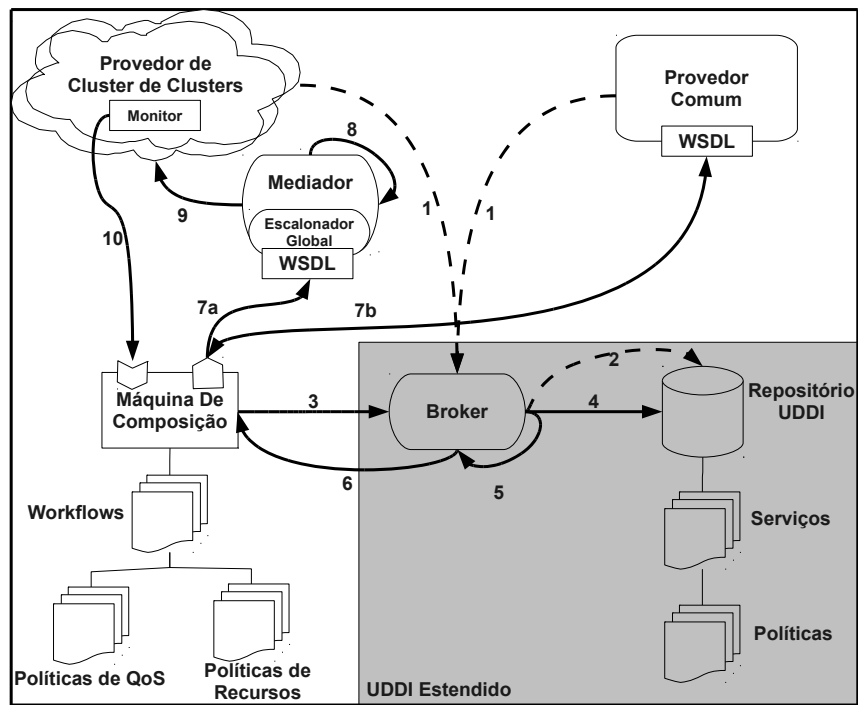 Provedor de
Cluster de Clusters
Monitor
Provedor
Comum
WSDL
8
Mediador
Escalonador
Global
WSDL
9
1
1
10
7a
7b
2
Máquina De
Composição
3
Broker
4
Repositório
UDDI
6
5
Workflows
Serviços
Políticas de QoS
Políticas de
Recursos
Políticas
UDDI Estendido